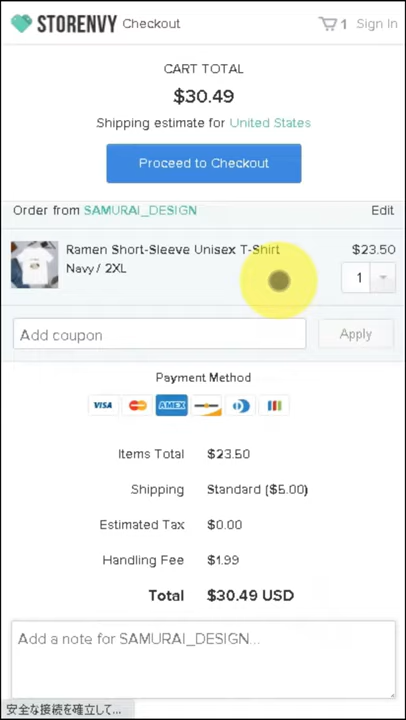 STORENVY Checkout 1 Sign In
CART TOTAL
$30.49
Shipping estimate for United States
Proceed to Checkout
Order from SAMURAI_DESIGN Edit
Ramen Short-Sleeve Unisex T-Shirt $23.50
Navy / 2XL 1
Add coupon Apply
Payment Method
VISA AMEX
Items Total $23.50
Shipping Standard ($5.00)
Estimated Tax $0.00
Handling Fee $1.99
Total $30.49 USD
Add a note for SAMURAI_DESIGN...
安全な接続を確立して...